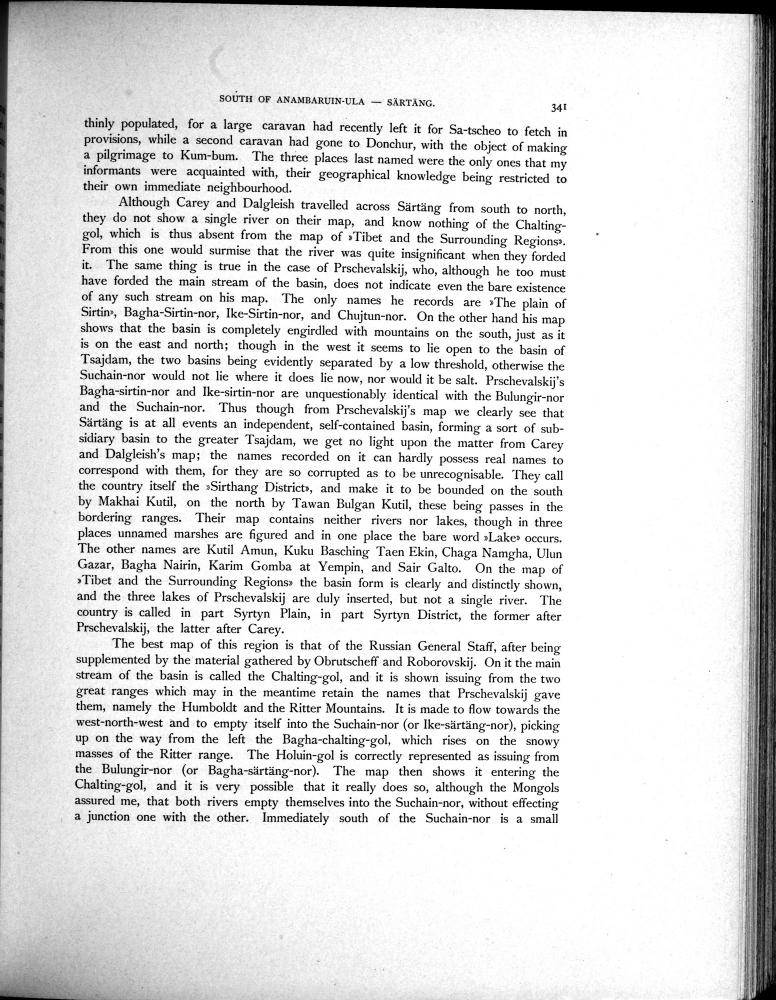 SOUTH OF ANAMBARUIN-ULA — SÄRTÄNG. 341
thinly populated, for a large caravan had recently left it for Sa-tscheo to fetch in
provisions, while a second caravan had gone to Donchur, with the object of making
a pilgrimage to Kum-bum. The three places last named were the only ones that my
informants were acquainted with, their geographical knowledge being restricted to
their own immediate neighbourhood.
Although Carey and Dalgleish travelled across Särtäng from south to north,
they do not show a single river on their map, and know nothing of the Chalting-
gol, which is thus absent from the map of »Tibet and the Surrounding Regions».
From this one would surmise that the river was quite insignificant when they forded
it. The same thing is true in the case of Prschevalskij, who, although he too must
have forded the main stream of the basin, does not indicate even the bare existence
of any such stream on his map. The only names he records are »The plain of
Sirtin», Bagha-Sirtin-nor, Ike-Sirtin-nor, and Chujtun-nor. On the other hand his map
shows that the basin is completely engirdled with mountains on the south, just as it
is on the east and north; though in the west it seems to lie open to the basin of
Tsajdam, the two basins being evidently separated by a low threshold, otherwise the
Suchain-nor would not lie where it does lie now, nor would it be salt. Prschevalskij's
Bagha-sirtin-nor and Ike-sirtin-nor are unquestionably identical with the Bulungir-nor
and the Suchain-nor. Thus though from Prschevalskij's map we clearly see that
Särtäng is at all events an independent, self-contained basin, forming a sort of sub-
sidiary basin to the greater Tsajdam, we get no light upon the matter from Carey
and Dalgleish's map; the names recorded on it can hardly possess real names to
correspond with them, for they are so corrupted as to be unrecognisable. They call
the country itself the »Sirthang District», and make it to be bounded on the south
by Makhai Kutil, on the north by Tawan Bulgan Kutil, these being passes in the
bordering ranges. Their map contains neither rivers nor lakes, though in three
places unnamed marshes are figured and in one place the bare word »Lake» occurs.
The other names are Kutil Amun, Kuku Basching Taen Ekin, Chaga Namgha, Ulun
Gazar, Bagha Nairin, Karim Gomba at Yempin, and Sair Galto. On the map of
»Tibet and the Surrounding Regions» the basin form is clearly and distinctly shown,
and the three lakes of Prschevalskij are duly inserted, but not a single river. The
country is called in part Syrtyn Plain, in part Syrtyn District, the former after
Prschevalskij, the latter after Carey.
The best map of this region is that of the Russian General Staff, after being
supplemented by the material gathered by Obrutscheff and Roborovskij. On it the main
stream of the basin is called the Chalting-gol, and it is shown issuing from the two
great ranges which may in the meantime retain the names that Prschevalskij gave
them, namely the Humboldt and the Ritter Mountains. It is made to flow towards the
west-north-west and to empty itself into the Suchain-nor (or Ike-särtäng-nor), picking
up on the way from the left the Bagha-chalting-gol, which rises on the snowy
masses of the Ritter range. The Holuin-gol is correctly represented as issuing from
the Bulungir-nor (or Bagha-särtäng-nor). The map then shows it entering the
Chalting-gol, and it is very possible that it really does so, although the Mongols
assured me, that both rivers empty themselves into the Suchain-nor, without effecting
a junction one with the other. Immediately south of the Suchain-nor is a small